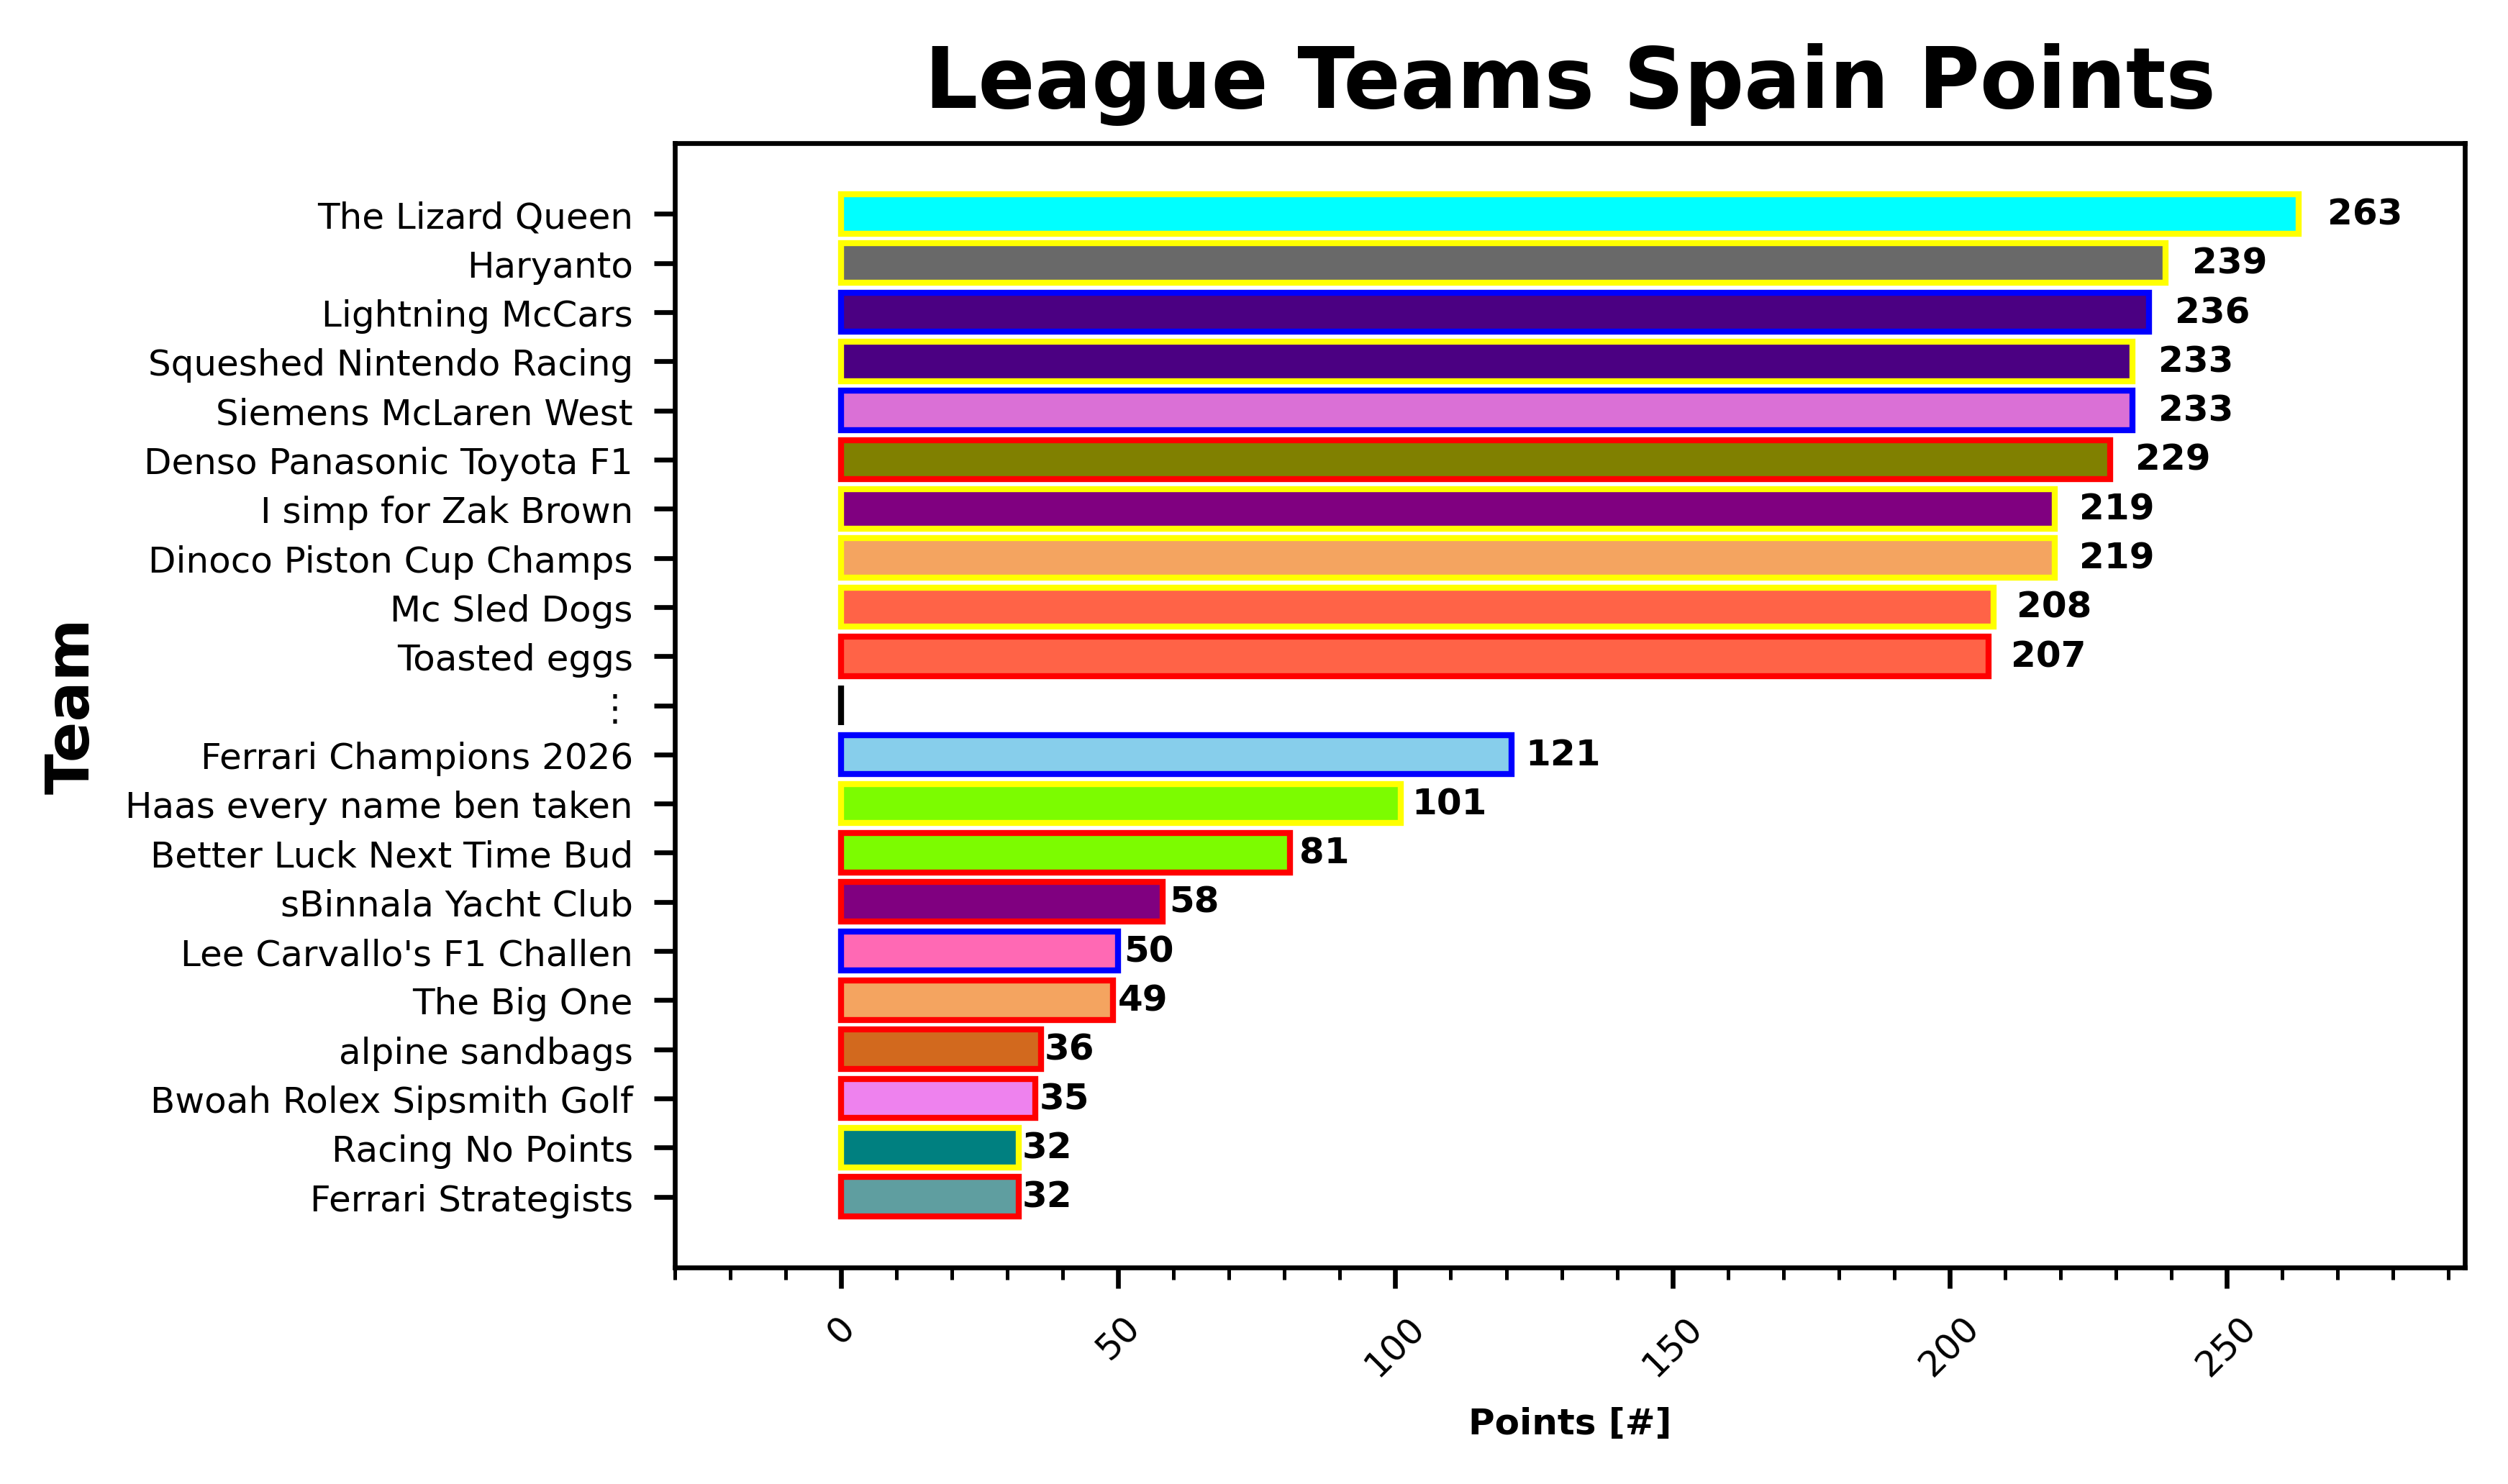 League Teams Spain Points
Team
The Lizard Queen 263
Haryanto 239
Lightning McCars 236
Squeshed Nintendo Racing 233
Siemens McLaren West 233
Denso Panasonic Toyota F1 229
I simp for Zak Brown 219
Dinoco Piston Cup Champs 219
Mc Sled Dogs 208
Toasted eggs 207
⋮
Ferrari Champions 2026 121
Haas every name ben taken 101
Better Luck Next Time Bud 81
sBinnala Yacht Club 58
Lee Carvallo's F1 Challen 50
The Big One 49
alpine sandbags 36
Bwoah Rolex Sipsmith Golf 35
Racing No Points 32
Ferrari Strategists 32
0 50 100 150 200 250
Points [#]